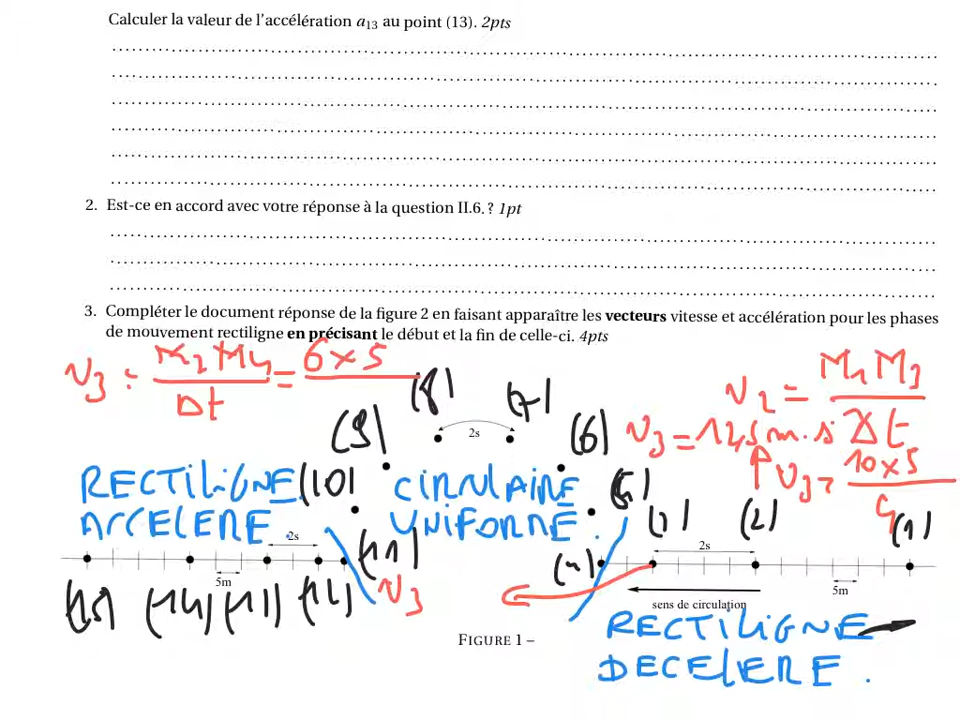 Calculer la valeur de l'accélération a13 au point (13). 2pts
2. Est-ce en accord avec votre réponse à la question II.6.? 1pt
3. Compléter le document réponse de la figure 2 en faisant apparaître les vecteurs vitesse et accélération pour les phases
de mouvement rectiligne en précisant le début et la fin de celle-ci. 4pts
v3 = M2M4 / Δt = 6 x 5
v2 = M1M3 / Δt
v3 = 12,5 m.s
v3 = 10 x 5 / 4
(8) (7)
(9) 2s (6)
RECTILIGNE (10) CIRCULAIRE (5)
ACCELERE UNIFORME.
2s (11) (3) (2) (1)
2s
5m (4) 5m
(14) v3
sens de circulation
FIGURE 1 –
RECTILIGNE
DECELERE.